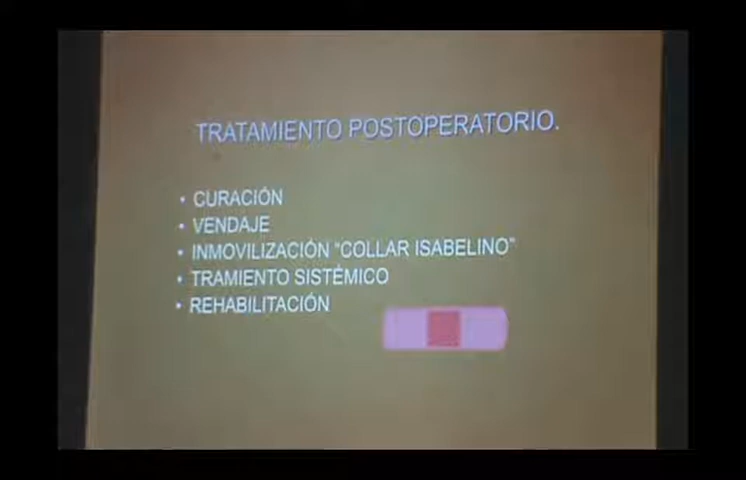 TRATAMIENTO POSTOPERATORIO.
• CURACIÓN
• VENDAJE
• INMOVILIZACIÓN "COLLAR ISABELINO"
• TRAMIENTO SISTÉMICO
• REHABILITACIÓN